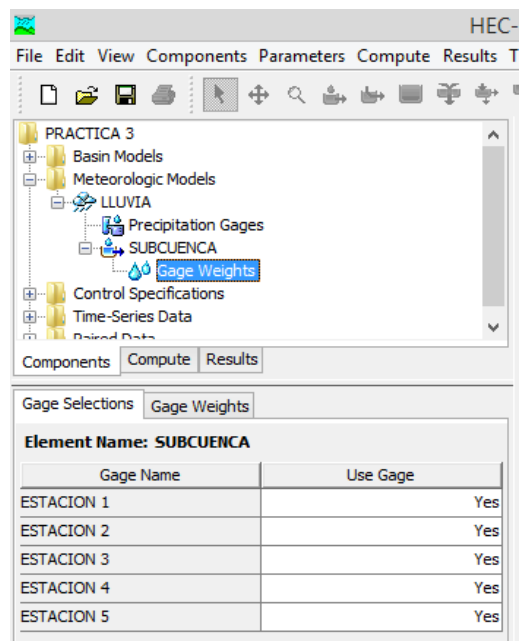 HEC-
File Edit View Components Parameters Compute Results T
PRACTICA 3
Basin Models
Meteorologic Models
LLUVIA
Precipitation Gages
SUBCUENCA
Gage Weights
Control Specifications
Time-Series Data
Paired Data
Components Compute Results
Gage Selections Gage Weights
Element Name: SUBCUENCA
Gage Name Use Gage
ESTACION 1 Yes
ESTACION 2 Yes
ESTACION 3 Yes
ESTACION 4 Yes
ESTACION 5 Yes